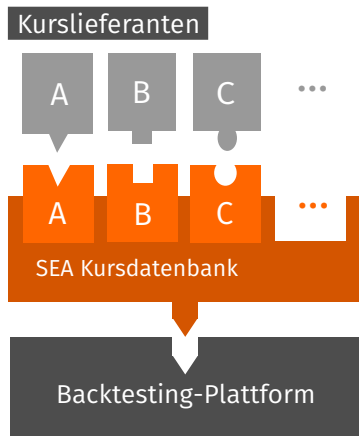 Kurslieferanten
A B C ...
A B C ...
SEA Kursdatenbank
Backtesting-Plattform